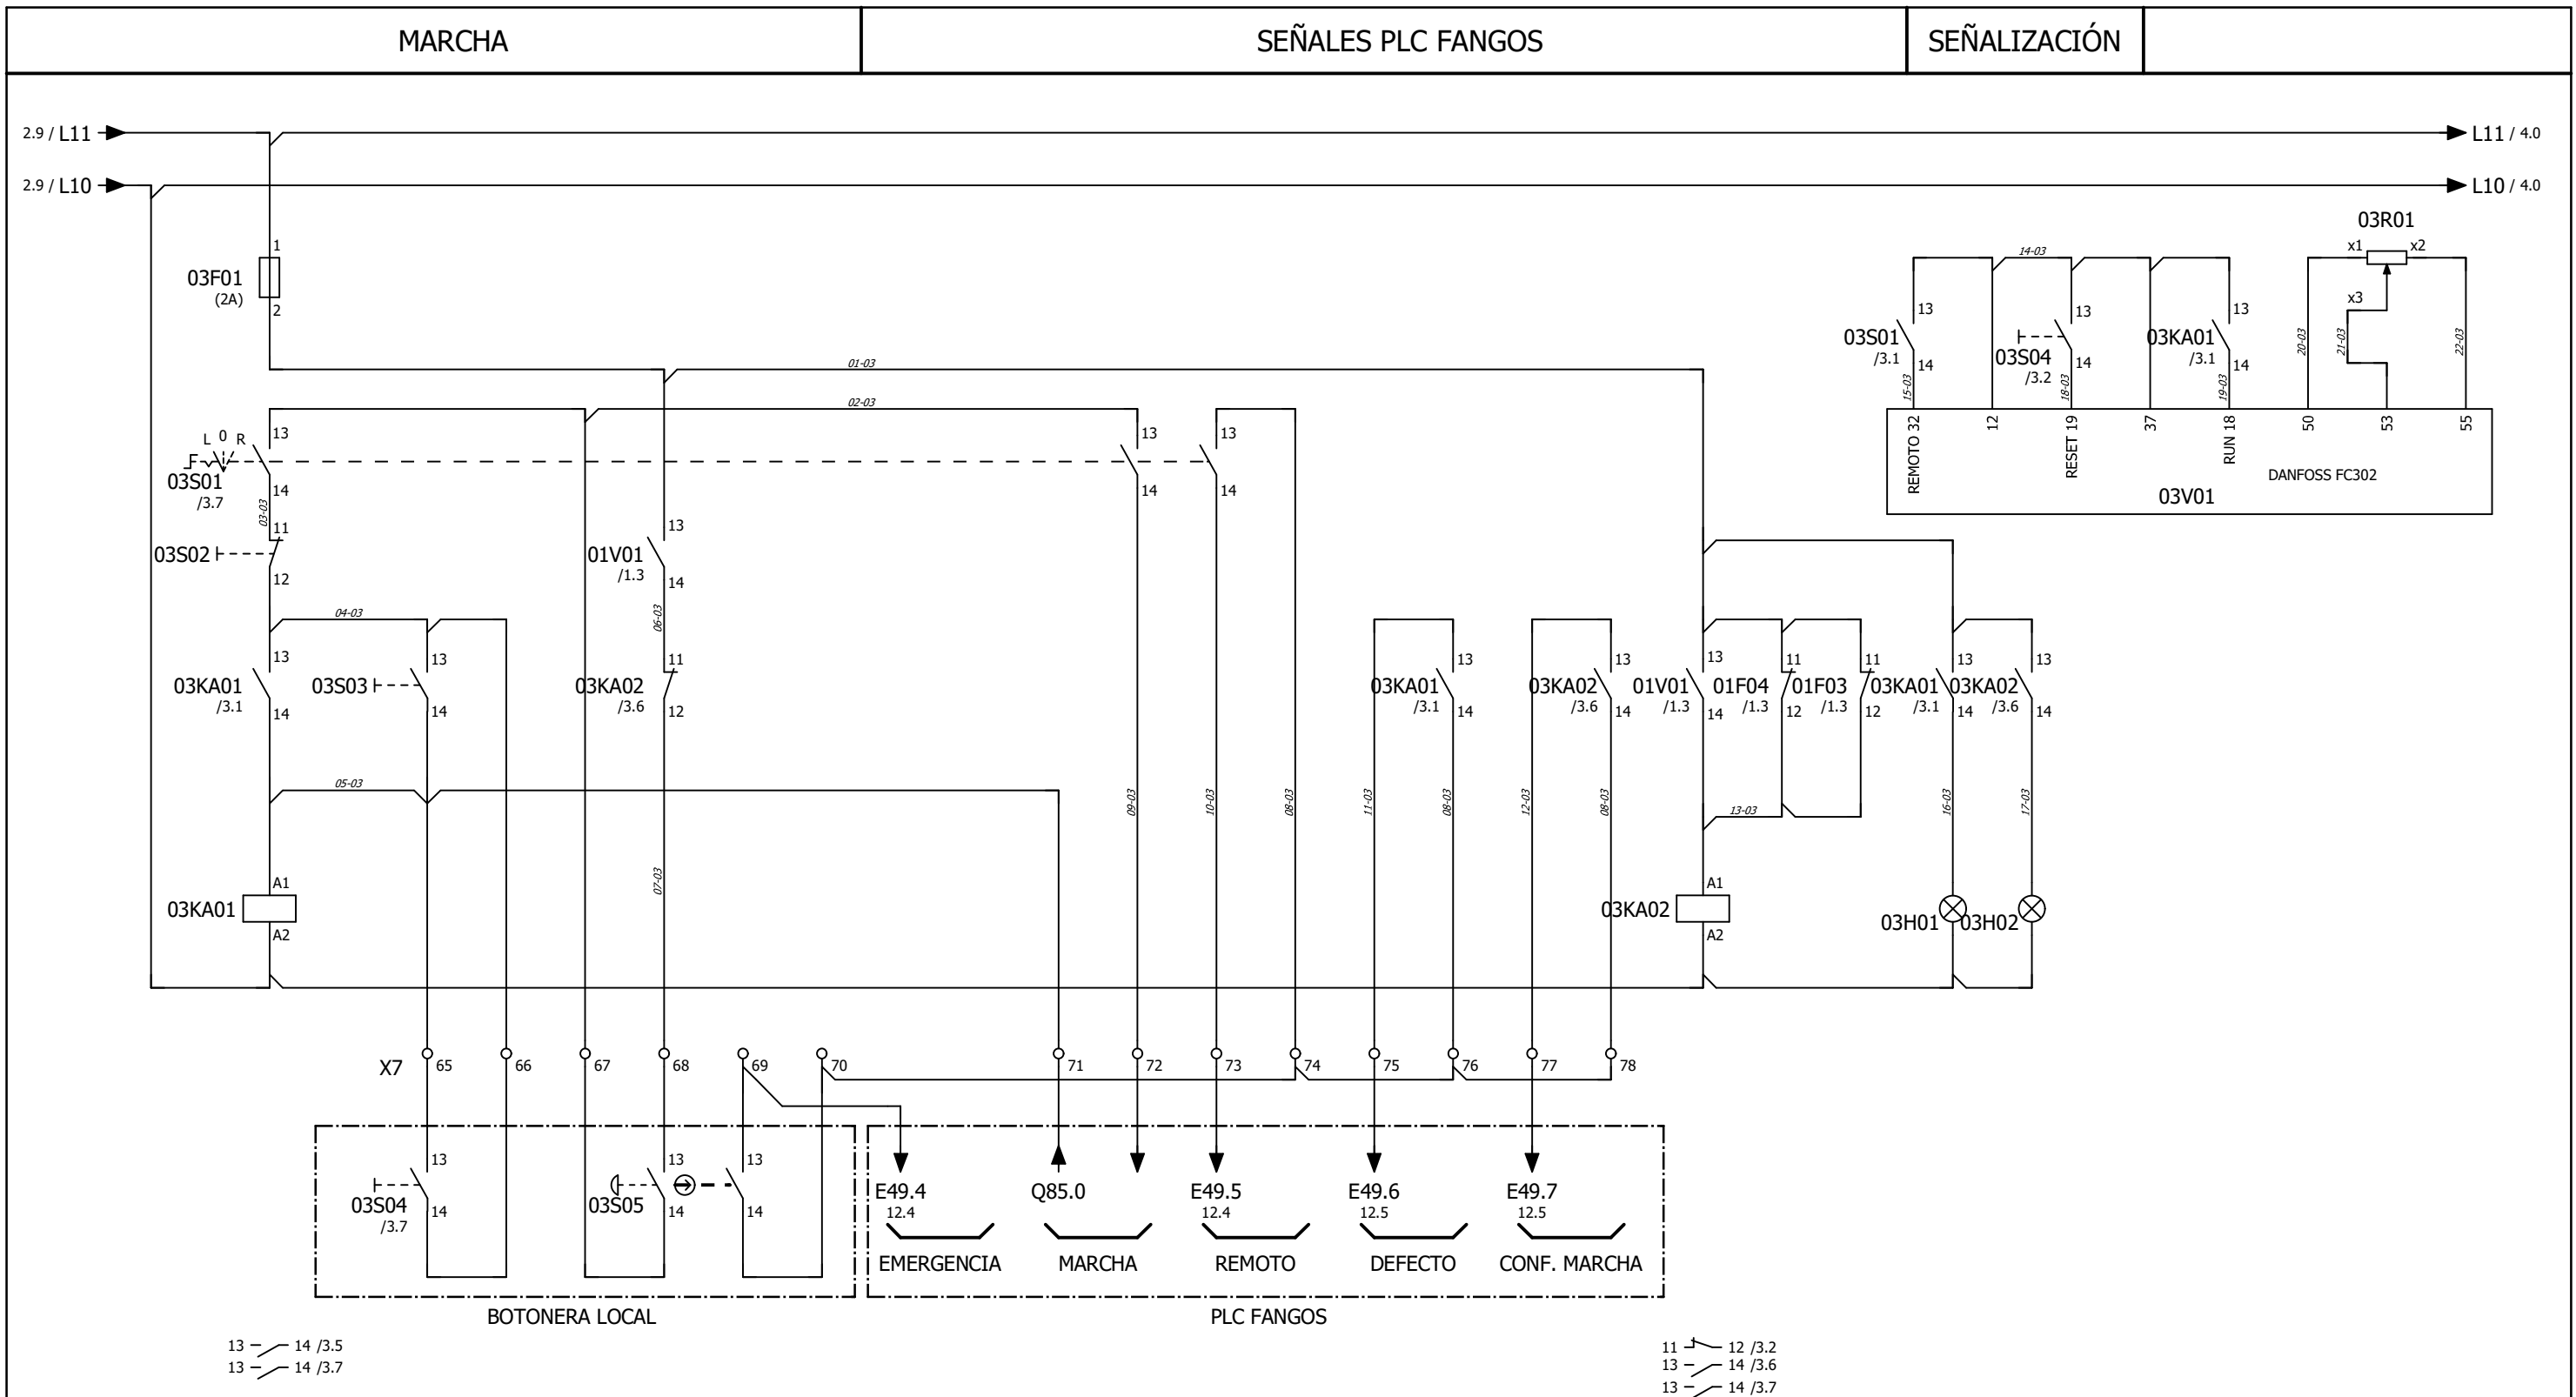 MARCHA
SEÑALES PLC FANGOS
SEÑALIZACIÓN
2.9 / L11
L11 / 4.0
2.9 / L10
L10 / 4.0
03R01
x1
x2
x3
14-03
1
03F01
(2A)
2
13
03S01
/3.1
14
15-03
13
03S04
/3.2
14
18-03
13
03KA01
/3.1
14
19-03
20-03
21-03
22-03
REMOTO 32
12
RESET 19
37
RUN 18
50
53
55
DANFOSS FC302
03V01
01-03
02-03
L 0 R
13
03S01
/3.7
14
03-03
13
14
13
14
11
03S02
12
13
01V01
/1.3
14
06-03
04-03
13
03KA01
/3.1
14
13
03S03
14
11
03KA02
/3.6
12
13
03KA01
/3.1
14
13
03KA02
/3.6
14
13
01V01
/1.3
14
11
01F04
/1.3
12
11
01F03
/1.3
12
13
03KA01
/3.1
14
13
03KA02
/3.6
14
05-03
07-03
09-03
10-03
08-03
11-03
08-03
12-03
08-03
13-03
16-03
17-03
A1
03KA01
A2
A1
03KA02
A2
03H01
03H02
X7
65
66
67
68
69
70
71
72
73
74
75
76
77
78
13
03S04
/3.7
14
13
03S05
14
13
14
E49.4
12.4
EMERGENCIA
Q85.0
MARCHA
E49.5
12.4
REMOTO
E49.6
12.5
DEFECTO
E49.7
12.5
CONF. MARCHA
BOTONERA LOCAL
PLC FANGOS
13 14 /3.5
13 14 /3.7
11 12 /3.2
13 14 /3.6
13 14 /3.7